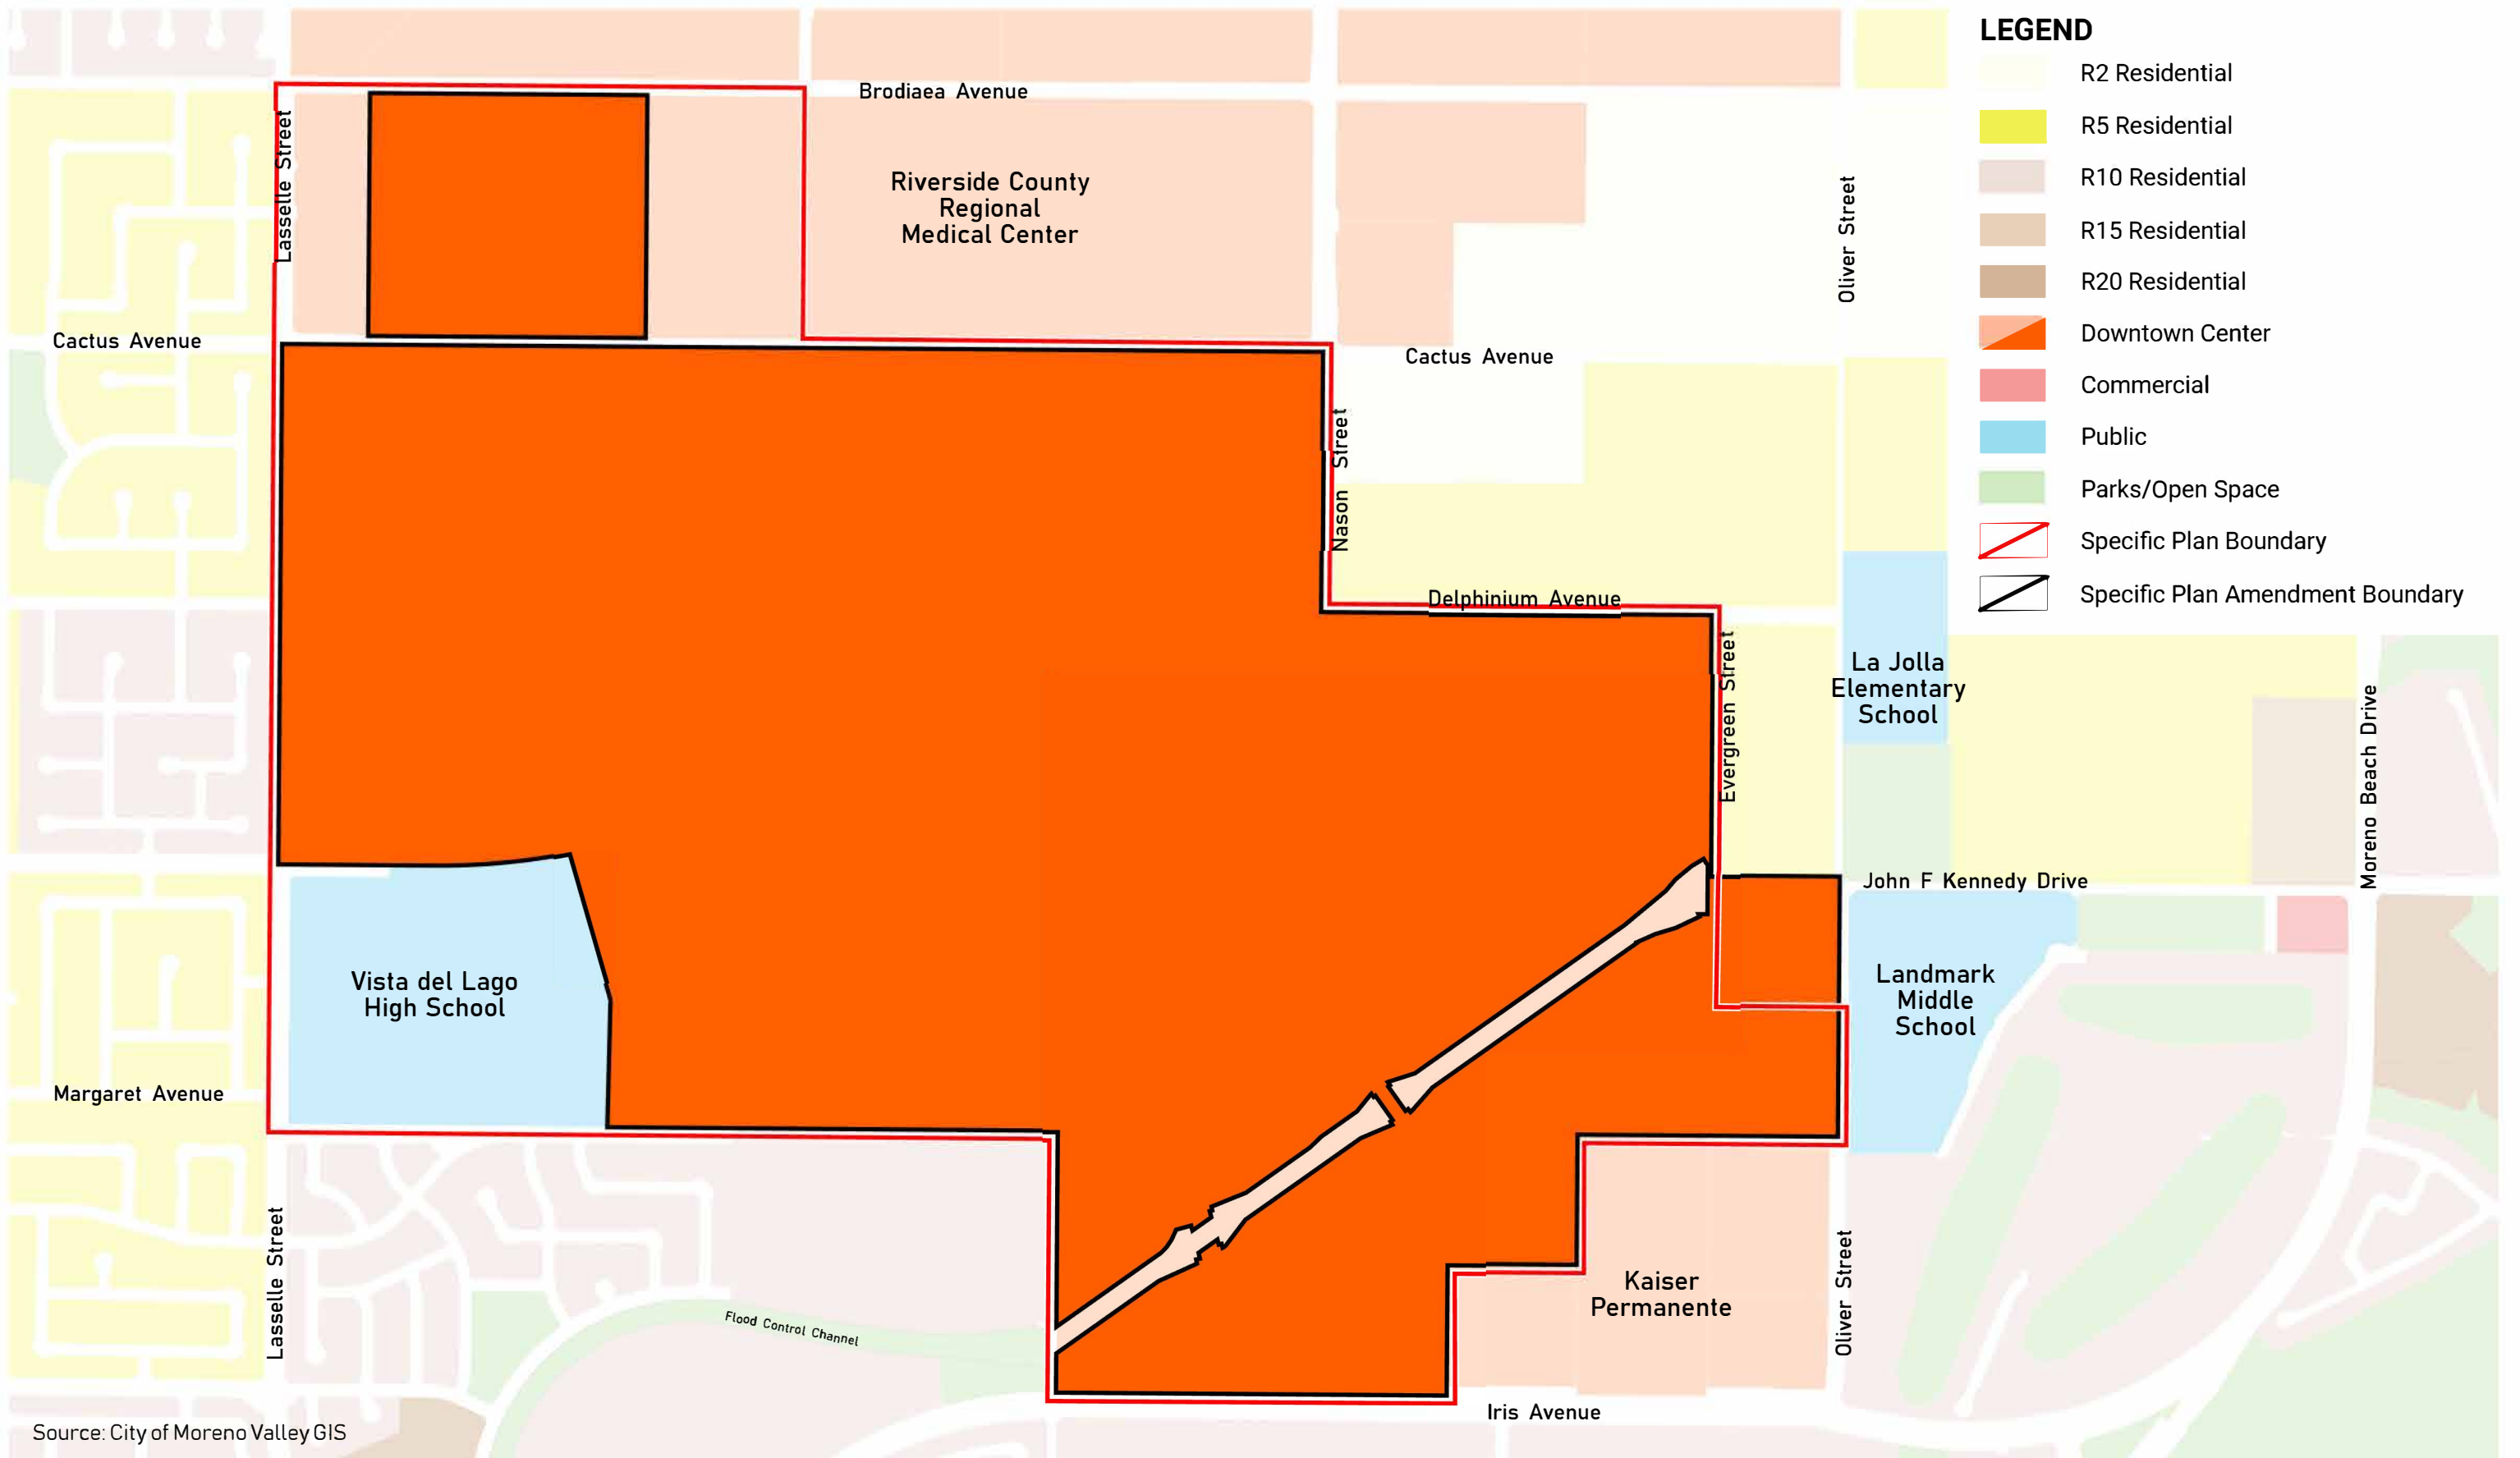 LEGEND
R2 Residential
R5 Residential
R10 Residential
R15 Residential
R20 Residential
Downtown Center
Commercial
Public
Parks/Open Space
Specific Plan Boundary
Specific Plan Amendment Boundary
Brodiaea Avenue
Lasselle Street
Riverside County
Regional
Medical Center
Oliver Street
Cactus Avenue
Cactus Avenue
Nason Street
Delphinium Avenue
Evergreen Street
La Jolla
Elementary
School
Moreno Beach Drive
John F Kennedy Drive
Vista del Lago
High School
Landmark
Middle
School
Margaret Avenue
Lasselle Street
Flood Control Channel
Kaiser
Permanente
Oliver Street
Iris Avenue
Source: City of Moreno Valley GIS